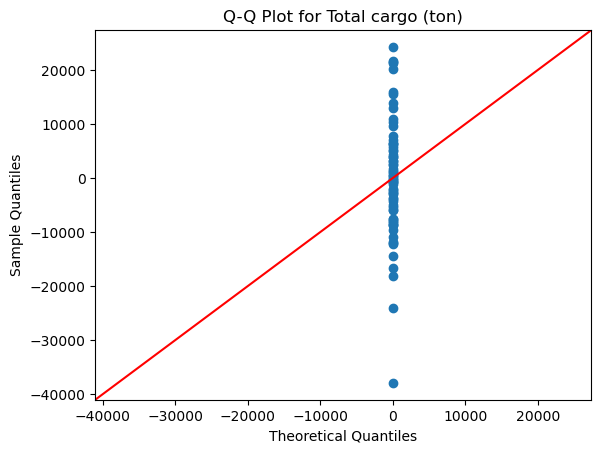 Q-Q Plot for Total cargo (ton)
20000
10000
0
−10000
−20000
−30000
−40000
Sample Quantiles
−40000 −30000 −20000 −10000 0 10000 20000
Theoretical Quantiles